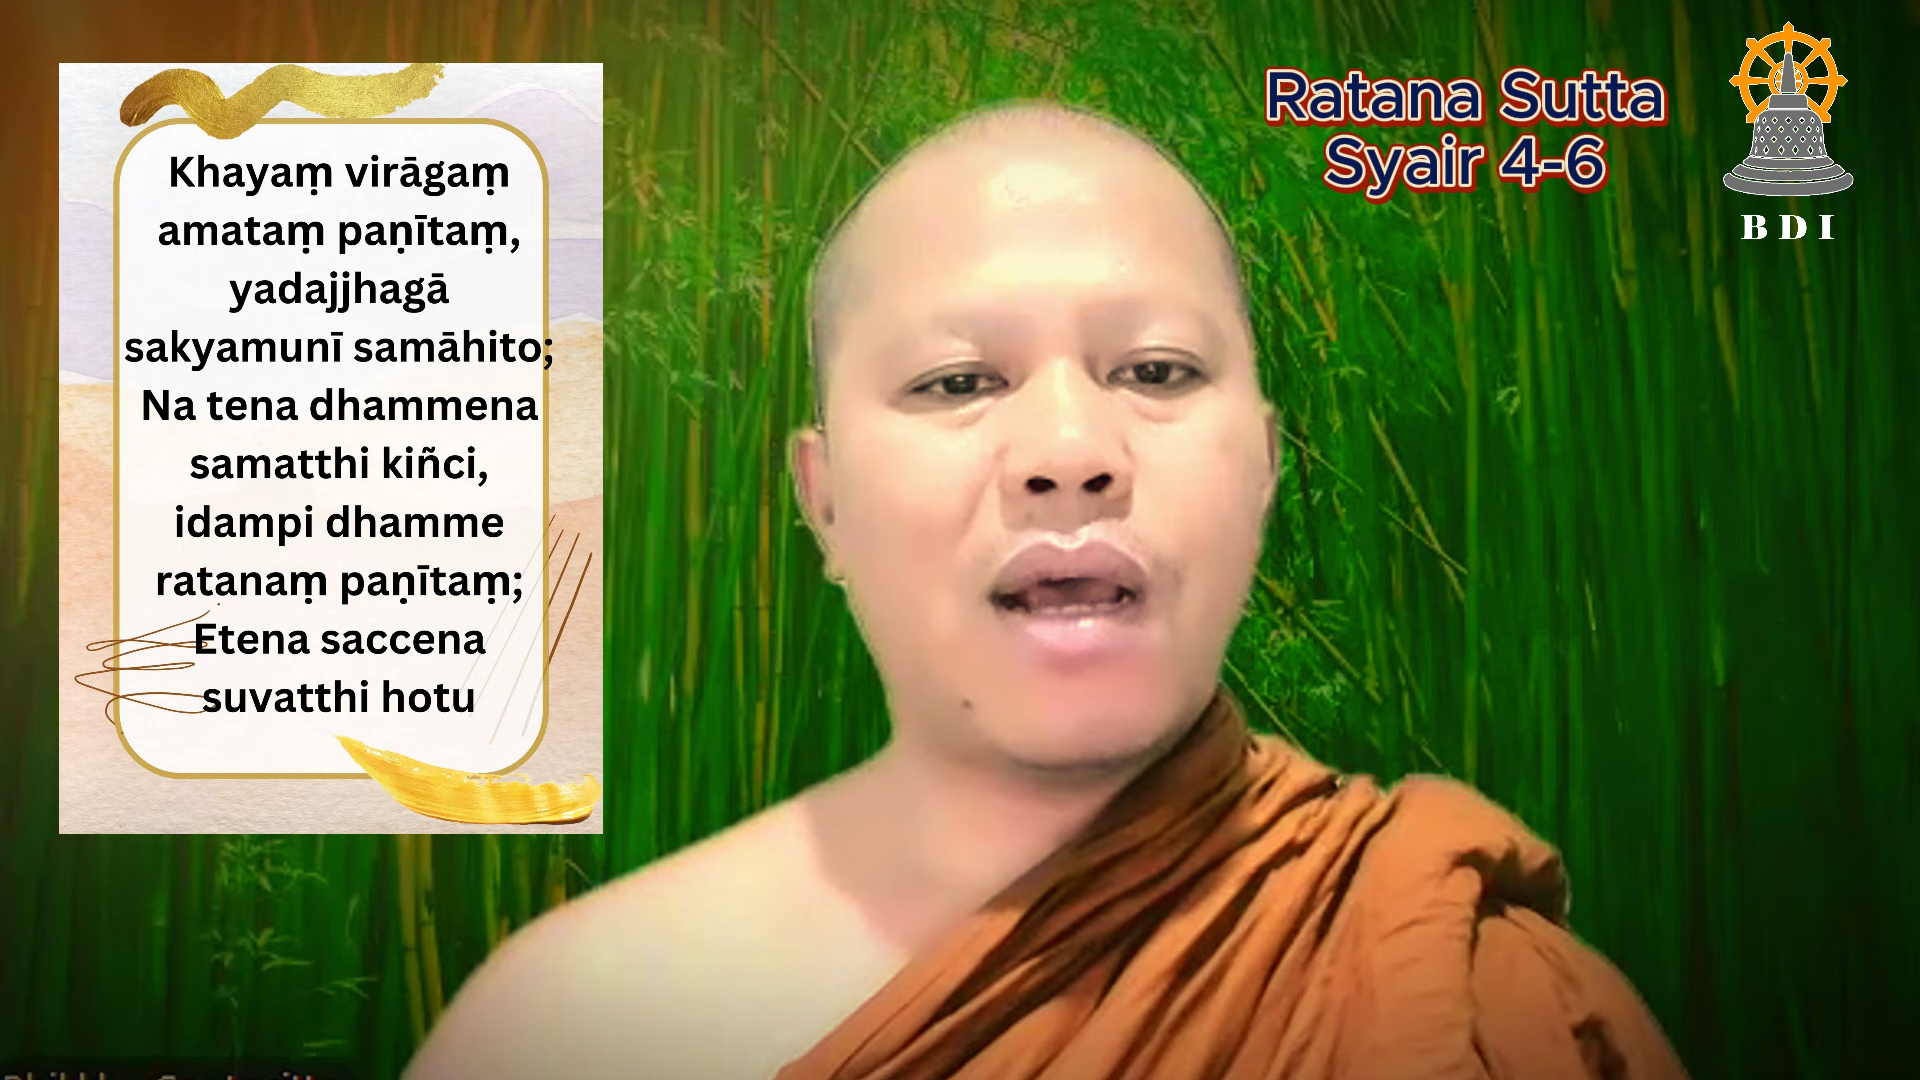 Khayaṃ virāgaṃ
amataṃ paṇītaṃ,
yadajjhagā
sakyamunī samāhito;
Na tena dhammena
samatthi kiñci,
idampi dhamme
ratanaṃ paṇītaṃ;
Etena saccena
suvatthi hotu
Ratana Sutta
Syair 4-6
BDI